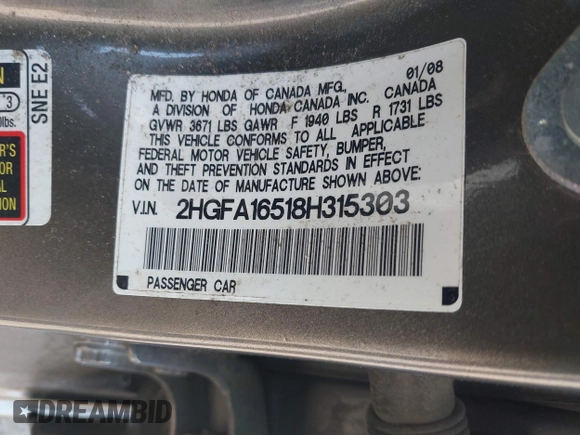 MFD. BY HONDA OF CANADA MFG., 01/08
A DIVISION OF HONDA CANADA INC. CANADA
GVWR 3671 LBS GAWR F 1940 LBS R 1731 LBS
THIS VEHICLE CONFORMS TO ALL APPLICABLE
FEDERAL MOTOR VEHICLE SAFETY, BUMPER,
AND THEFT PREVENTION STANDARDS IN EFFECT
ON THE DATE OF MANUFACTURE SHOWN ABOVE:
V.I.N. 2HGFA16518H315303
PASSENGER CAR
SNE E2
3
lbs.
DREAMBID